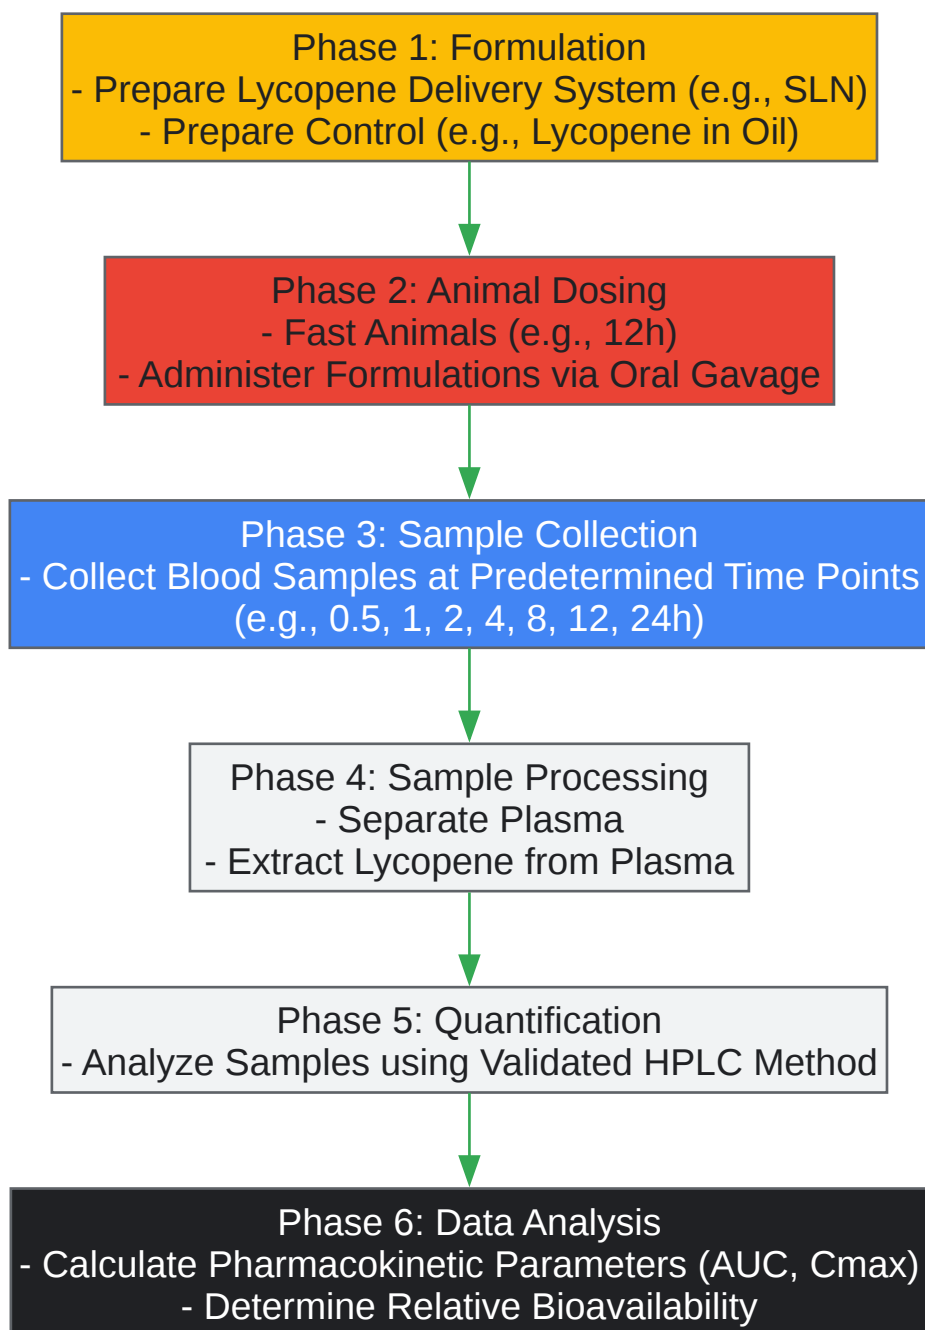 Phase 1: Formulation
- Prepare Lycopene Delivery System (e.g., SLN)
- Prepare Control (e.g., Lycopene in Oil)
Phase 2: Animal Dosing
- Fast Animals (e.g., 12h)
- Administer Formulations via Oral Gavage
Phase 3: Sample Collection
- Collect Blood Samples at Predetermined Time Points
(e.g., 0.5, 1, 2, 4, 8, 12, 24h)
Phase 4: Sample Processing
- Separate Plasma
- Extract Lycopene from Plasma
Phase 5: Quantification
- Analyze Samples using Validated HPLC Method
Phase 6: Data Analysis
- Calculate Pharmacokinetic Parameters (AUC, Cmax)
- Determine Relative Bioavailability